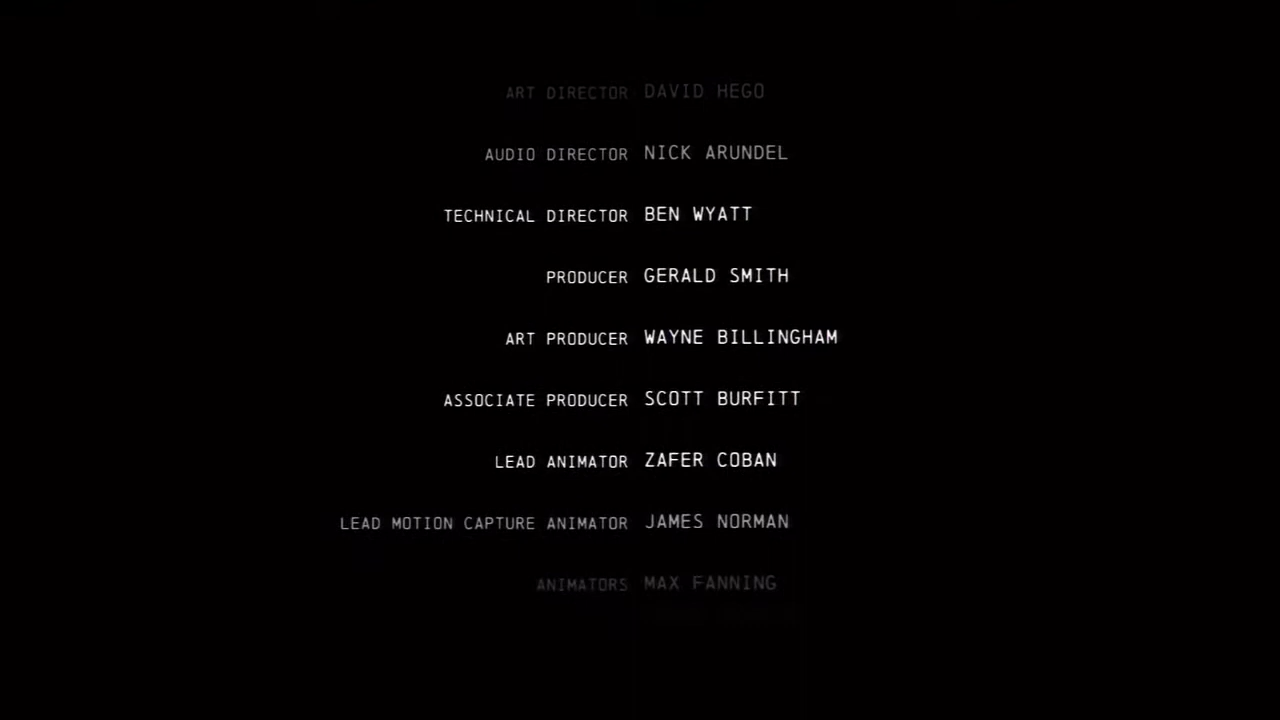 ART DIRECTOR DAVID HEGO
AUDIO DIRECTOR NICK ARUNDEL
TECHNICAL DIRECTOR BEN WYATT
PRODUCER GERALD SMITH
ART PRODUCER WAYNE BILLINGHAM
ASSOCIATE PRODUCER SCOTT BURFITT
LEAD ANIMATOR ZAFER COBAN
LEAD MOTION CAPTURE ANIMATOR JAMES NORMAN
ANIMATORS MAX FANNING